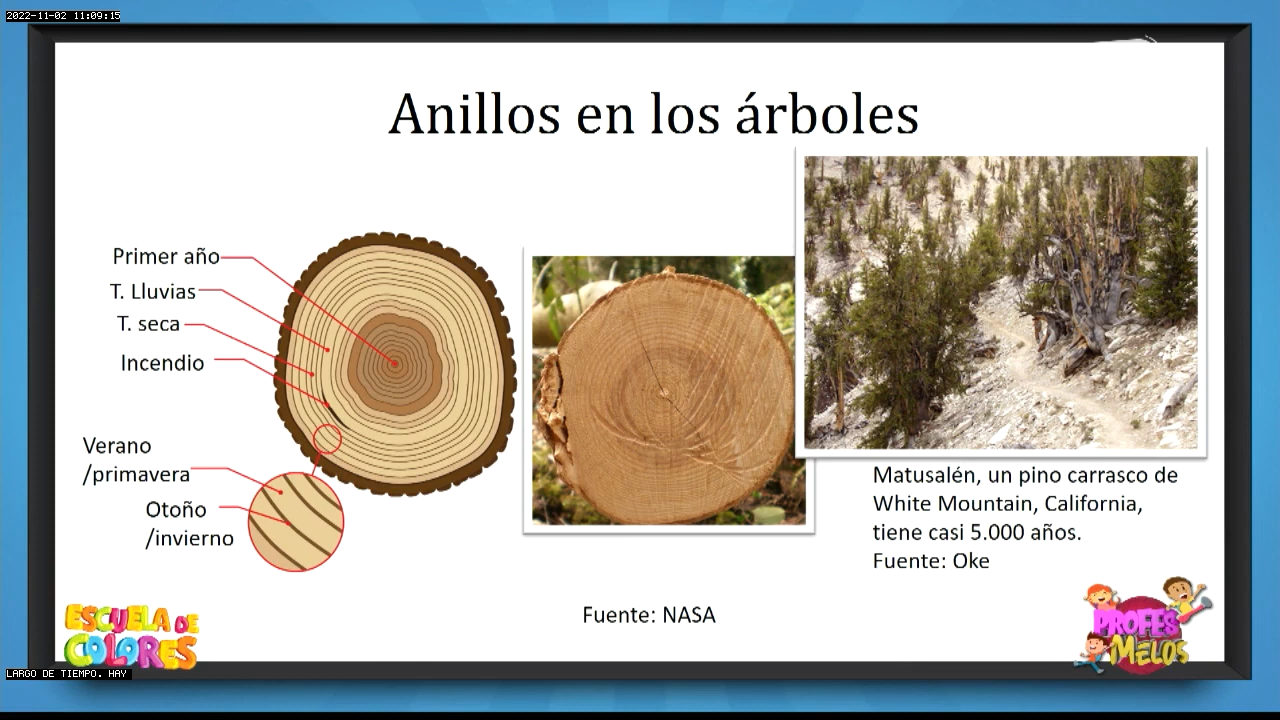 2022-11-02 11:09:15
Anillos en los árboles
Primer año
T. Lluvias
T. seca
Incendio
Verano
/primavera
Otoño
/invierno
Matusalén, un pino carrasco de
White Mountain, California,
tiene casi 5.000 años.
Fuente: Oke
Fuente: NASA
ESCUELA DE
COLORES
PROFES
MELOS
LARGO DE TIEMPO. HAY